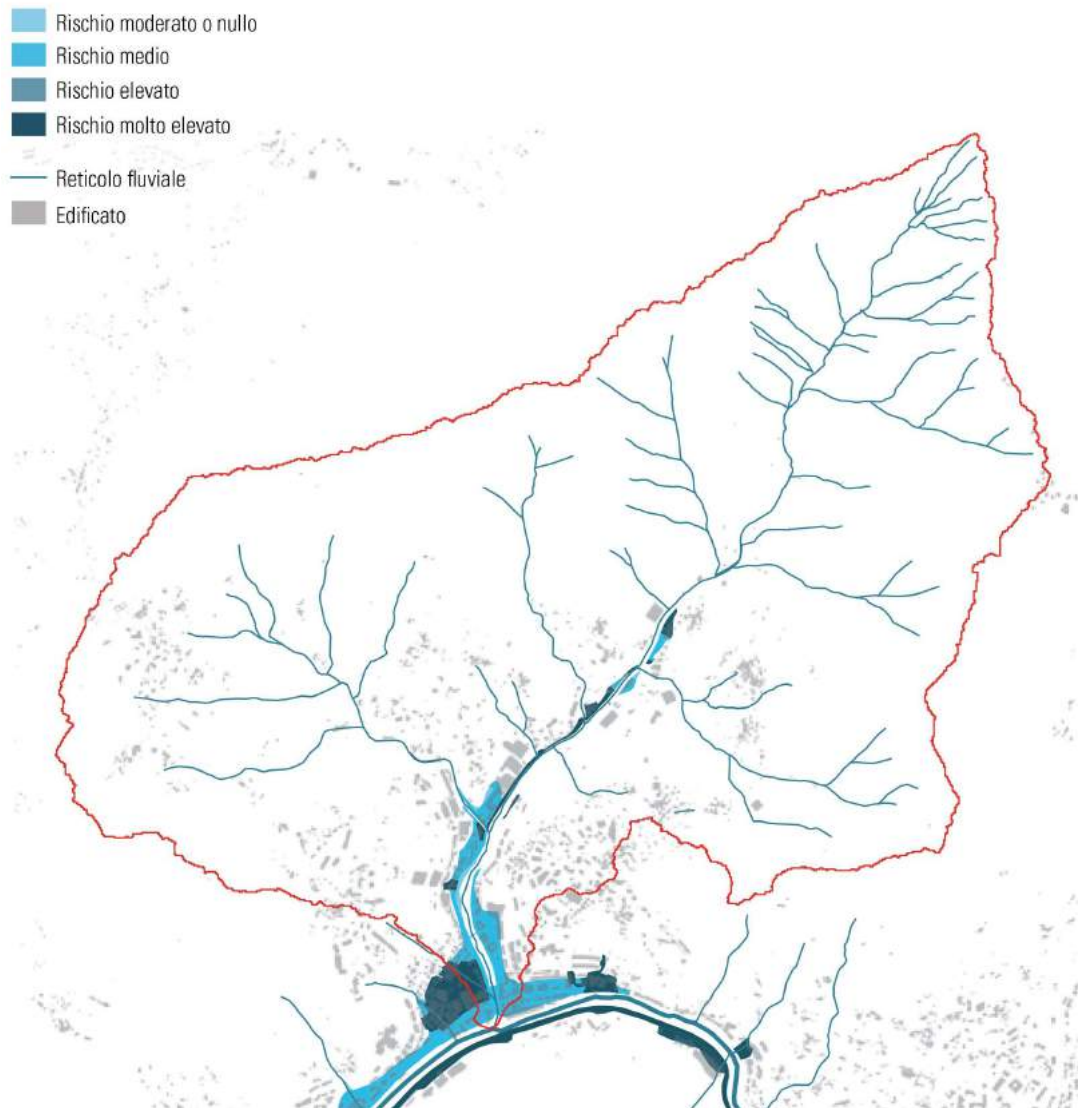 Rischio moderato o nullo
Rischio medio
Rischio elevato
Rischio molto elevato
Reticolo fluviale
Edificato